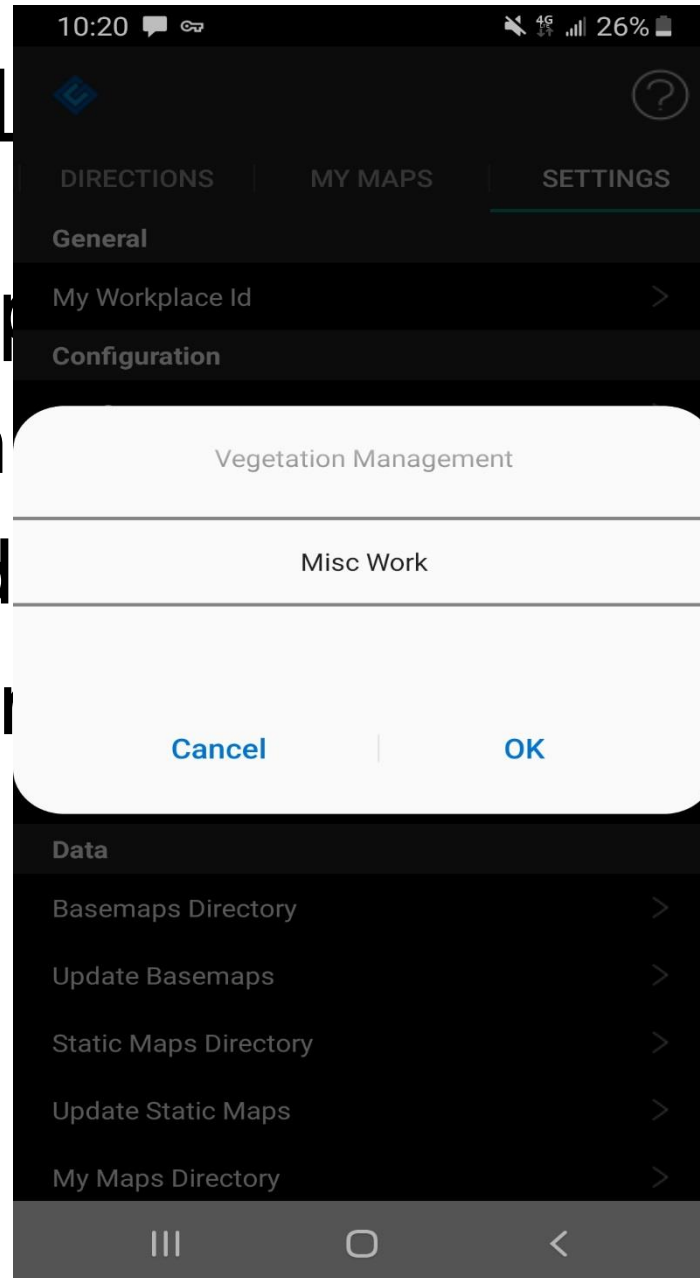 10:20 4G 26%
DIRECTIONS MY MAPS SETTINGS
General
My Workplace Id
Configuration
Vegetation Management
Misc Work
Cancel OK
Data
Basemaps Directory
Update Basemaps
Static Maps Directory
Update Static Maps
My Maps Directory